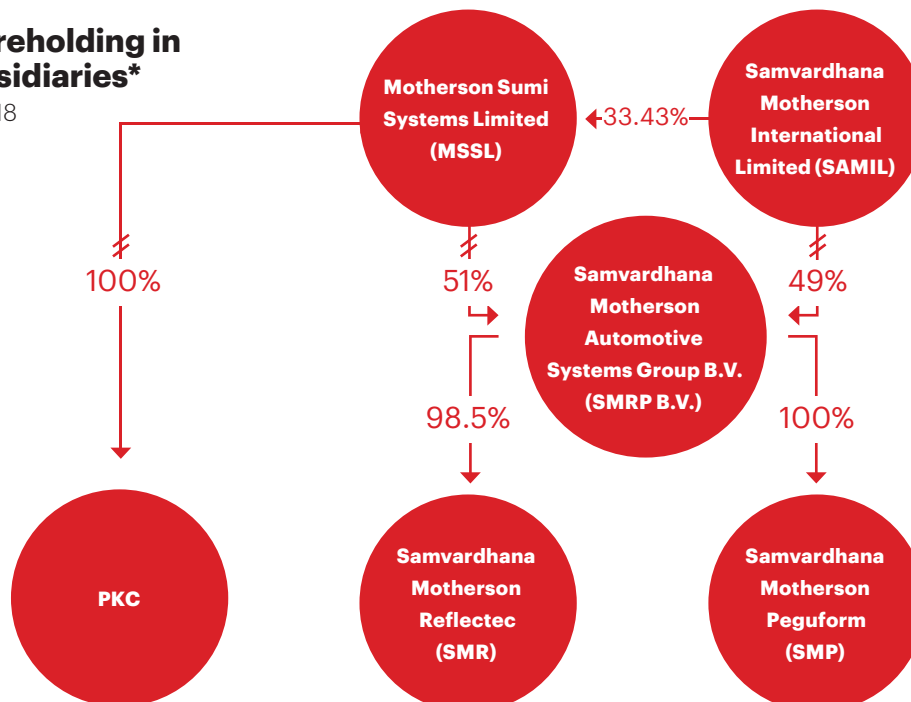 reholding in
sidiaries*
18
Motherson Sumi
Systems Limited
(MSSL)
33.43%
Samvardhana
Motherson
International
Limited (SAMIL)
100%
51%
Samvardhana
Motherson
Automotive
Systems Group B.V.
(SMRP B.V.)
49%
98.5%
100%
PKC
Samvardhana
Motherson
Reflectec
(SMR)
Samvardhana
Motherson
Peguform
(SMP)